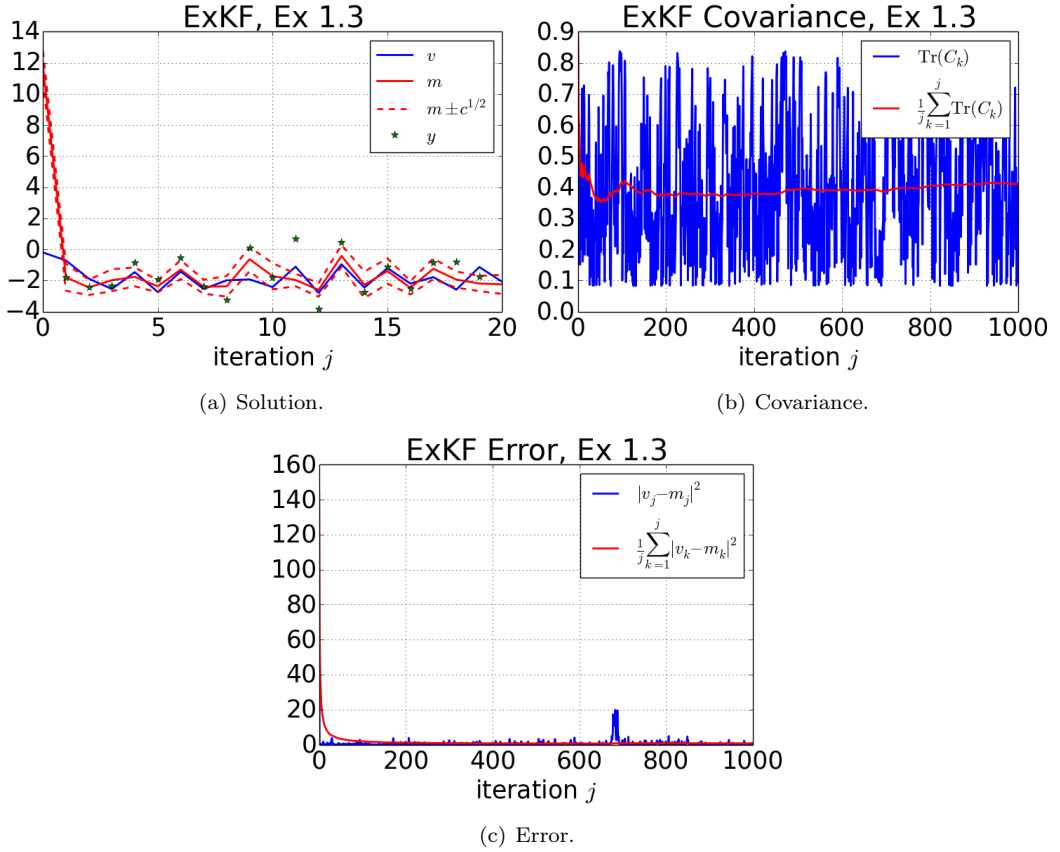 ExKF, Ex 1.3
14
12
10
8
6
4
2
0
−2
−4
0 5 10 15 20
v
m
m ± c^{1/2}
y
iteration j
(a) Solution.
ExKF Covariance, Ex 1.3
0.9
0.8
0.7
0.6
0.5
0.4
0.3
0.2
0.1
0.0
0 200 400 600 800 1000
Tr(C_k)
\frac{1}{j}\sum_{k=1}^{j} Tr(C_k)
iteration j
(b) Covariance.
ExKF Error, Ex 1.3
160
140
120
100
80
60
40
20
0
0 200 400 600 800 1000
|v_j−m_j|^2
\frac{1}{j}\sum_{k=1}^{j} |v_k−m_k|^2
iteration j
(c) Error.